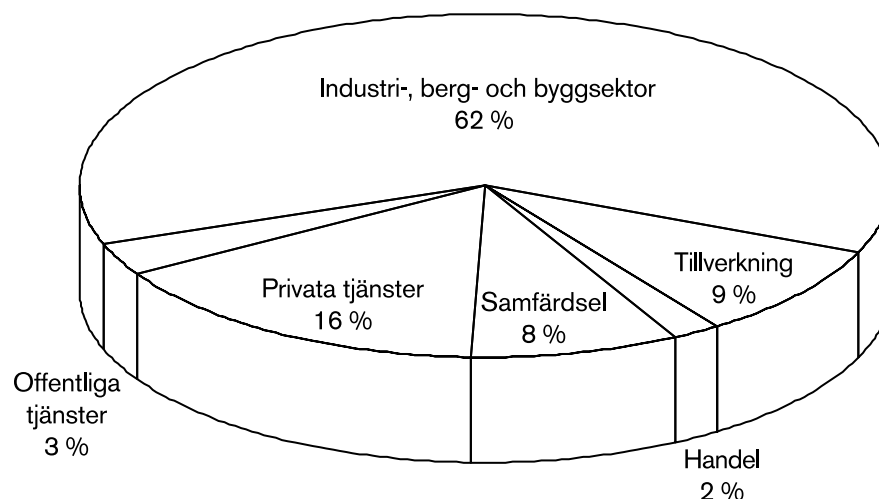 Industri-, berg- och byggsektor
62 %
Tillverkning
9 %
Privata tjänster
16 %
Samfärdsel
8 %
Offentliga
tjänster
3 %
Handel
2 %